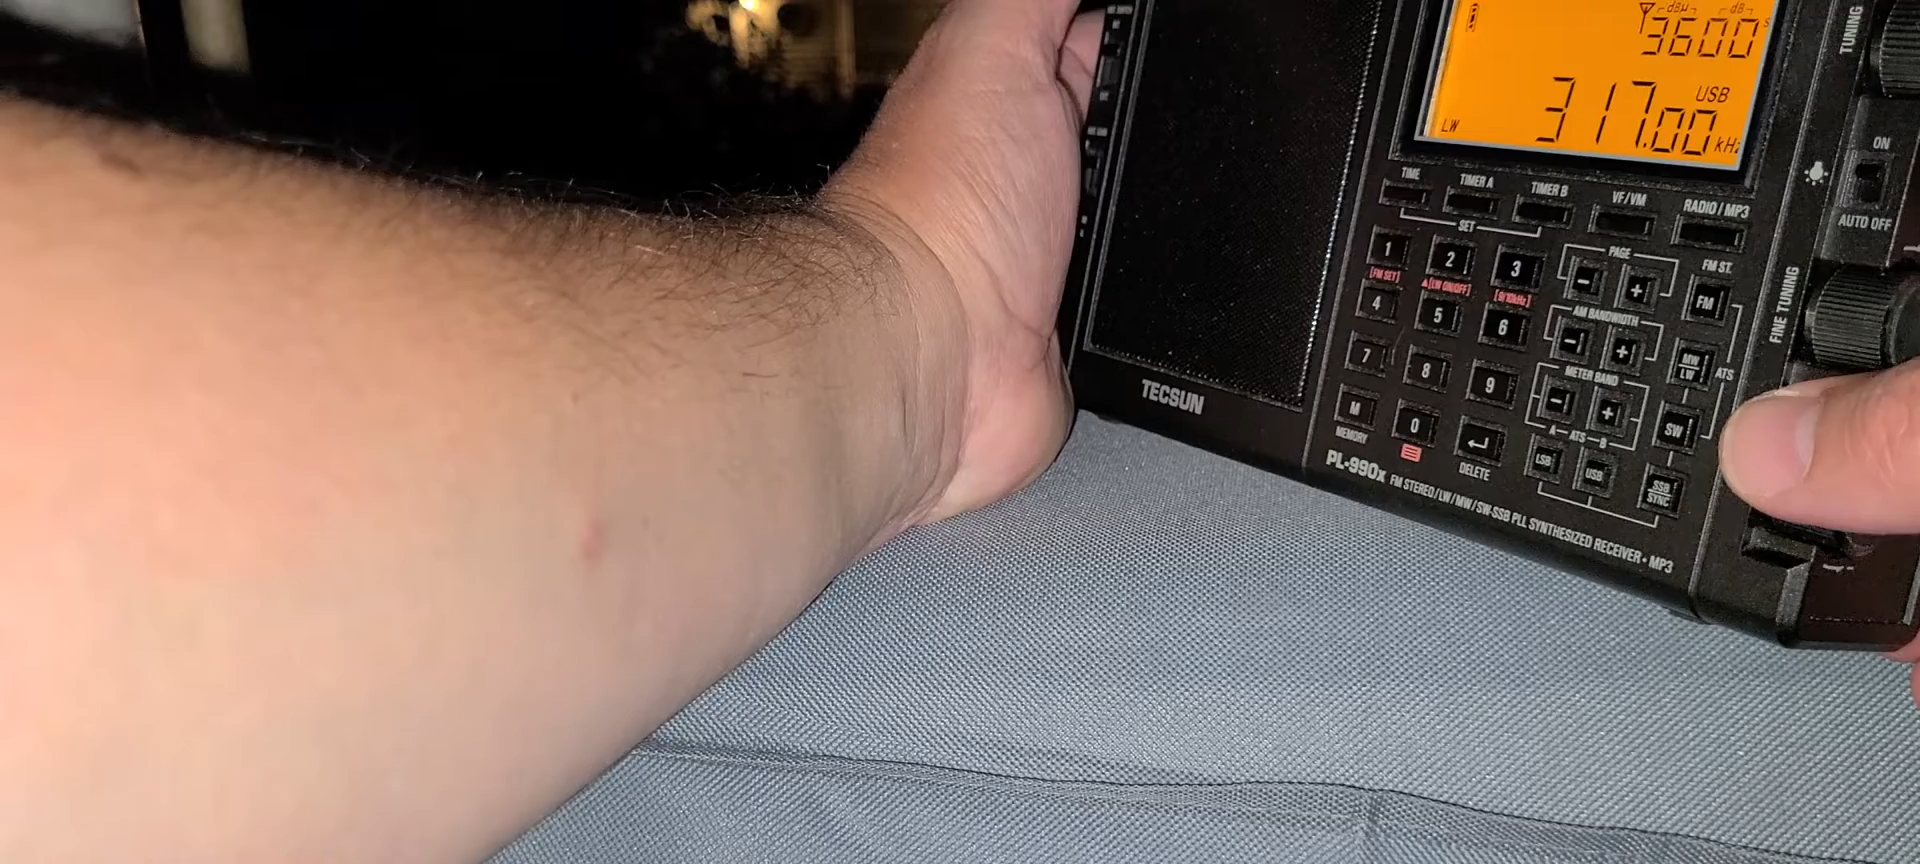 dBμ dB
3600
USB
LW 317.00 kHz
TUNING
ON
AUTO OFF
TIME TIMER A TIMER B VF/VM RADIO / MP3
SET
PAGE
FM ST.
1 2 3 - + FM
[FM SET] [LW ON/OFF] [9/10kHz]
AM BANDWIDTH
4 5 6 - + MW LW ATS
METER BAND
7 8 9 - + SW
A ATS B
M 0 ↵ LSB USB SSB SYNC
MEMORY DELETE
FINE TUNING
TECSUN
PL-990x FM STEREO/LW/MW/SW-SSB PLL SYNTHESIZED RECEIVER • MP3